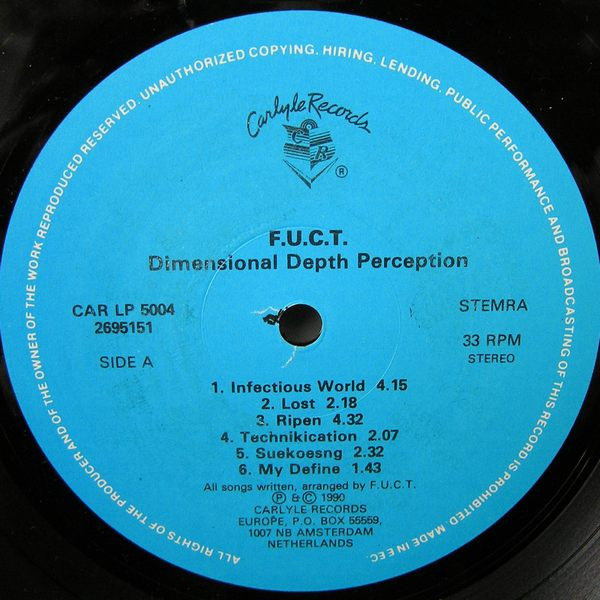 ALL RIGHTS OF THE PRODUCER AND OF THE OWNER OF THE WORK REPRODUCED RESERVED. UNAUTHORIZED COPYING, HIRING, LENDING, PUBLIC PERFORMANCE AND BROADCASTING OF THIS RECORD IS PROHIBITED MADE IN EEC.
Carlyle Records
C
R
®
F.U.C.T.
Dimensional Depth Perception
CAR LP 5004
2695151
SIDE A
STEMRA
33 RPM
STEREO
1. Infectious World 4.15
2. Lost 2.18
3. Ripen 4.32
4. Technikication 2.07
5. Suekoesng 2.32
6. My Define 1.43
All songs written, arranged by F.U.C.T.
℗ & © 1990
CARLYLE RECORDS
EUROPE, P.O. BOX 55559,
1007 NB AMSTERDAM
NETHERLANDS